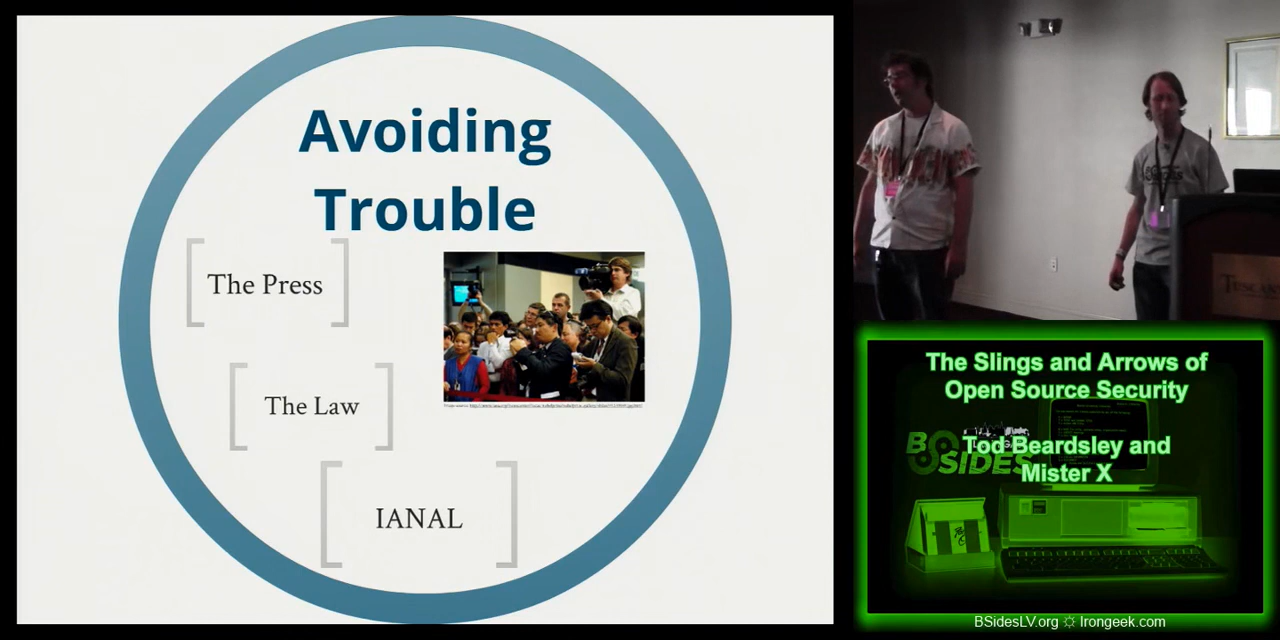 Avoiding
Trouble
The Press
The Law
IANAL
The Slings and Arrows of
Open Source Security
BSIDES
Tod Beardsley and
Mister X
BSidesLV.org ☼ Irongeek.com